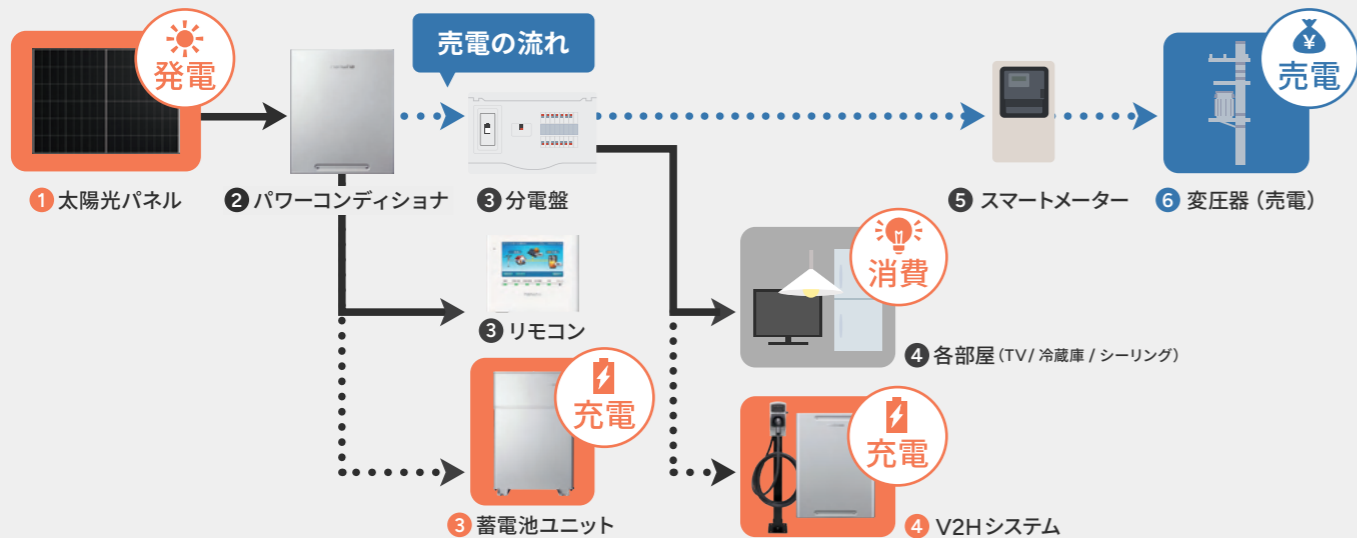 発電
売電の流れ
¥
売電
1 太陽光パネル
2 パワーコンディショナ
3 分電盤
5 スマートメーター
6 変圧器（売電）
消費
3 リモコン
4 各部屋（TV/ 冷蔵庫 / シーリング）
充電
充電
3 蓄電池ユニット
4 V2Hシステム